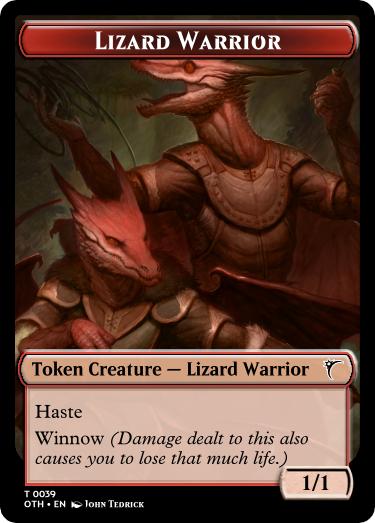 Lizard Warrior
Token Creature — Lizard Warrior
Haste
Winnow (Damage dealt to this also
causes you to lose that much life.)
1/1
T 0039
OTH • EN John Tedrick